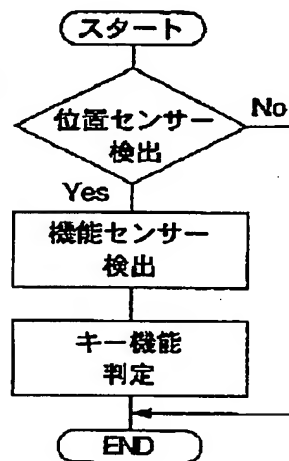 スタート
位置センサー
検出
No
Yes
機能センサー
検出
キー機能
判定
END